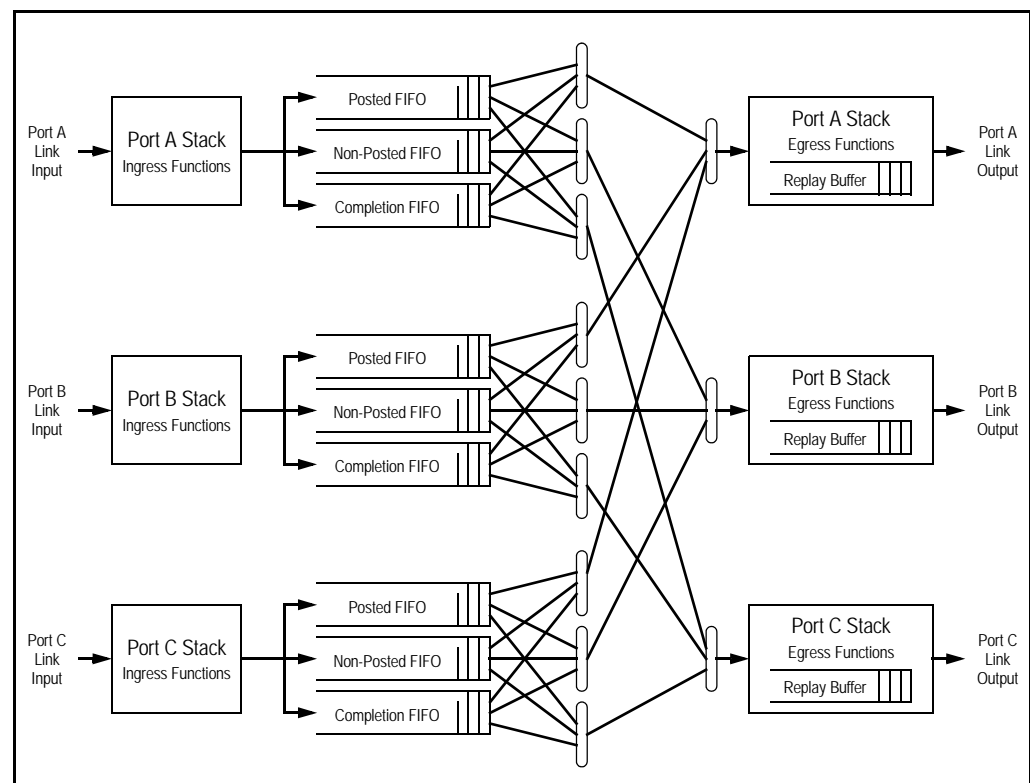 Port A
Link
Input
Port A Stack
Ingress Functions
Posted FIFO
Non-Posted FIFO
Completion FIFO
Port A Stack
Egress Functions
Replay Buffer
Port A
Link
Output
Port B
Link
Input
Port B Stack
Ingress Functions
Posted FIFO
Non-Posted FIFO
Completion FIFO
Port B Stack
Egress Functions
Replay Buffer
Port B
Link
Output
Port C
Link
Input
Port C Stack
Ingress Functions
Posted FIFO
Non-Posted FIFO
Completion FIFO
Port C Stack
Egress Functions
Replay Buffer
Port C
Link
Output